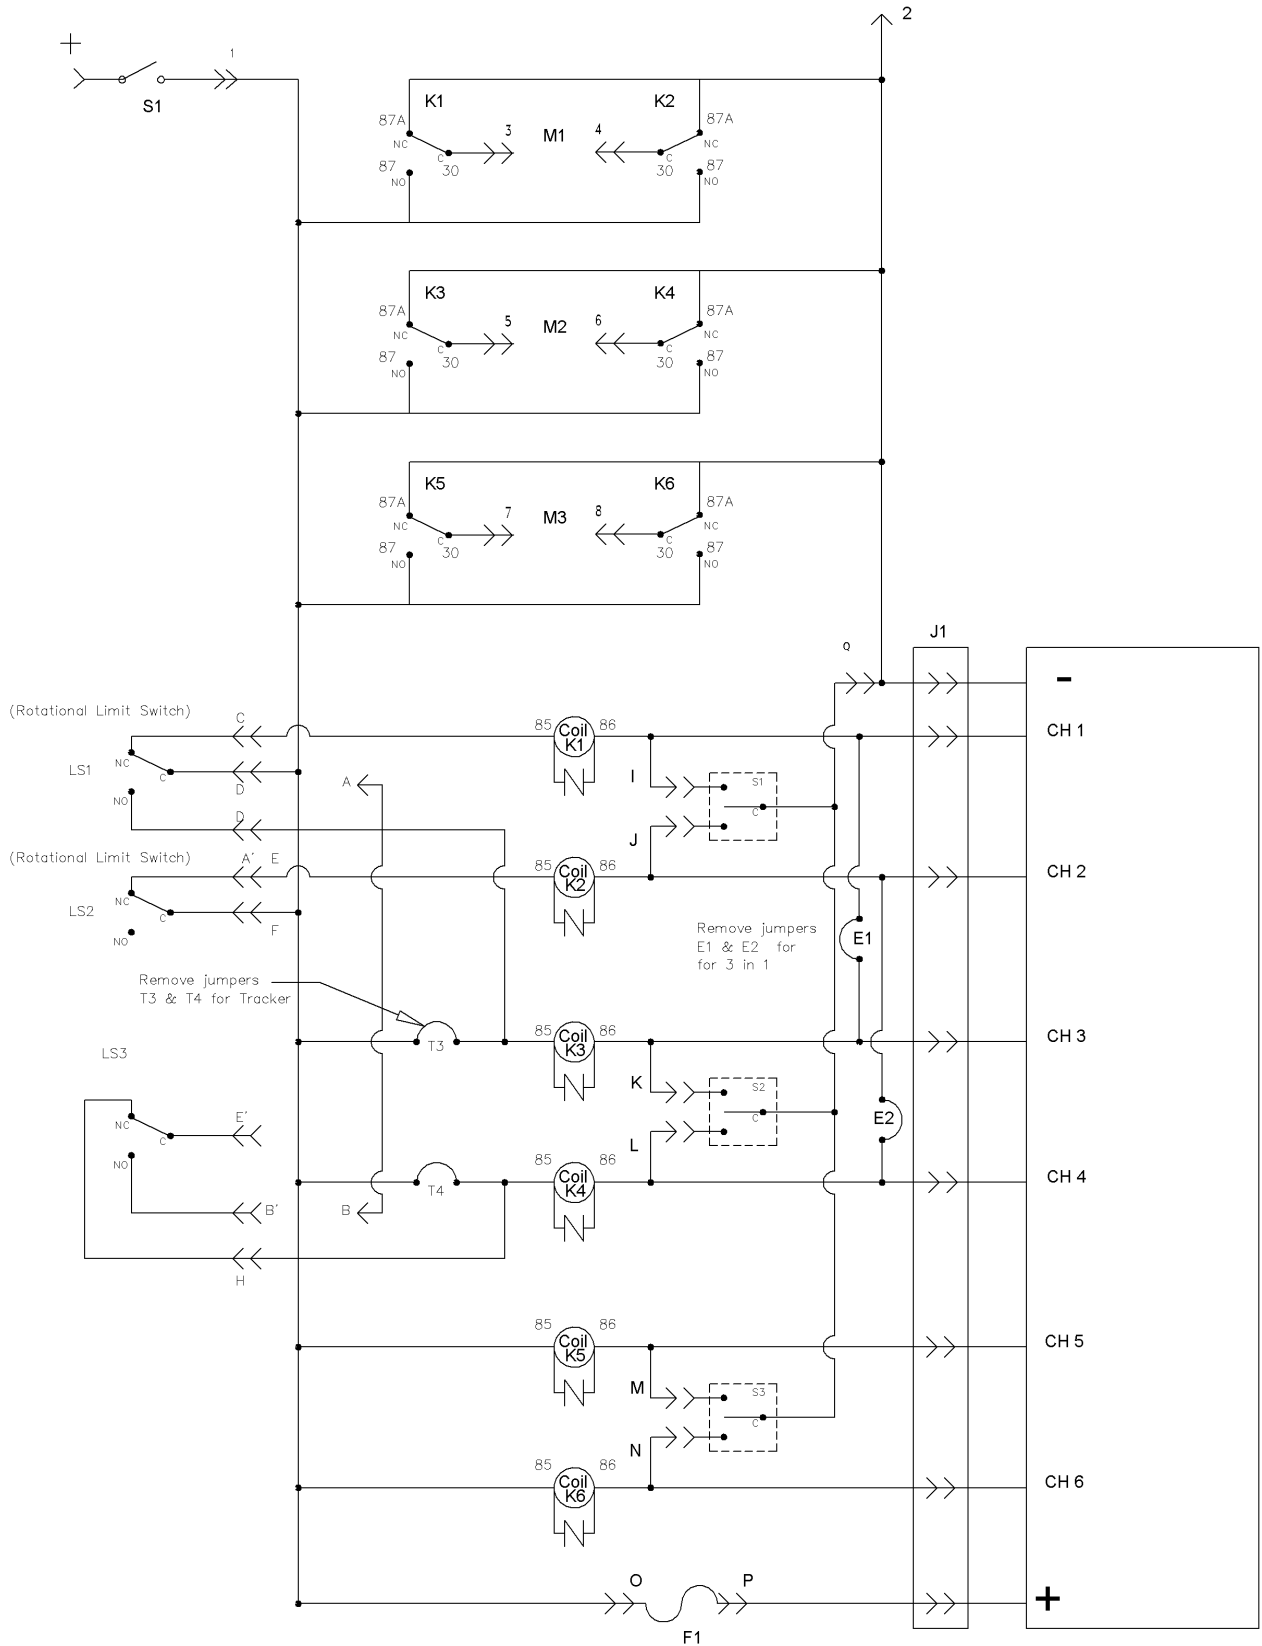 2
+
1
S1
K1
K2
87A
87A
NC
NC
3
M1
4
C
C
30
30
87
87
NO
NO
K3
K4
87A
87A
NC
NC
5
M2
6
C
C
30
30
87
87
NO
NO
K5
K6
87A
87A
NC
NC
7
M3
8
C
C
30
30
87
87
NO
NO
J1
Q
-
(Rotational Limit Switch)
C
85
Coil
K1
86
CH 1
LS1
NC
C
D
NO
A
I
S1
C
D
J
(Rotational Limit Switch)
A' E
85
Coil
K2
86
CH 2
LS2
NC
C
F
NO
Remove jumpers
E1 & E2 for
for 3 in 1
E1
Remove jumpers
T3 & T4 for Tracker
T3
85
Coil
K3
86
CH 3
LS3
K
S2
C
E2
NC
C
E'
L
NO
B'
B
T4
85
Coil
K4
86
CH 4
H
85
Coil
K5
86
CH 5
M
S3
C
N
85
Coil
K6
86
CH 6
O
P
F1
+